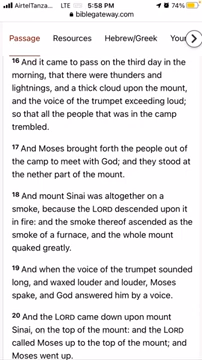 AirtelTanza... LTE 5:58 PM 74%
biblegateway.com
Passage Resources Hebrew/Greek Your
16 And it came to pass on the third day in the
morning, that there were thunders and
lightnings, and a thick cloud upon the mount,
and the voice of the trumpet exceeding loud;
so that all the people that was in the camp
trembled.
17 And Moses brought forth the people out of
the camp to meet with God; and they stood at
the nether part of the mount.
18 And mount Sinai was altogether on a
smoke, because the LORD descended upon it
in fire: and the smoke thereof ascended as the
smoke of a furnace, and the whole mount
quaked greatly.
19 And when the voice of the trumpet sounded
long, and waxed louder and louder, Moses
spake, and God answered him by a voice.
20 And the LORD came down upon mount
Sinai, on the top of the mount: and the LORD
called Moses up to the top of the mount; and
Moses went up.